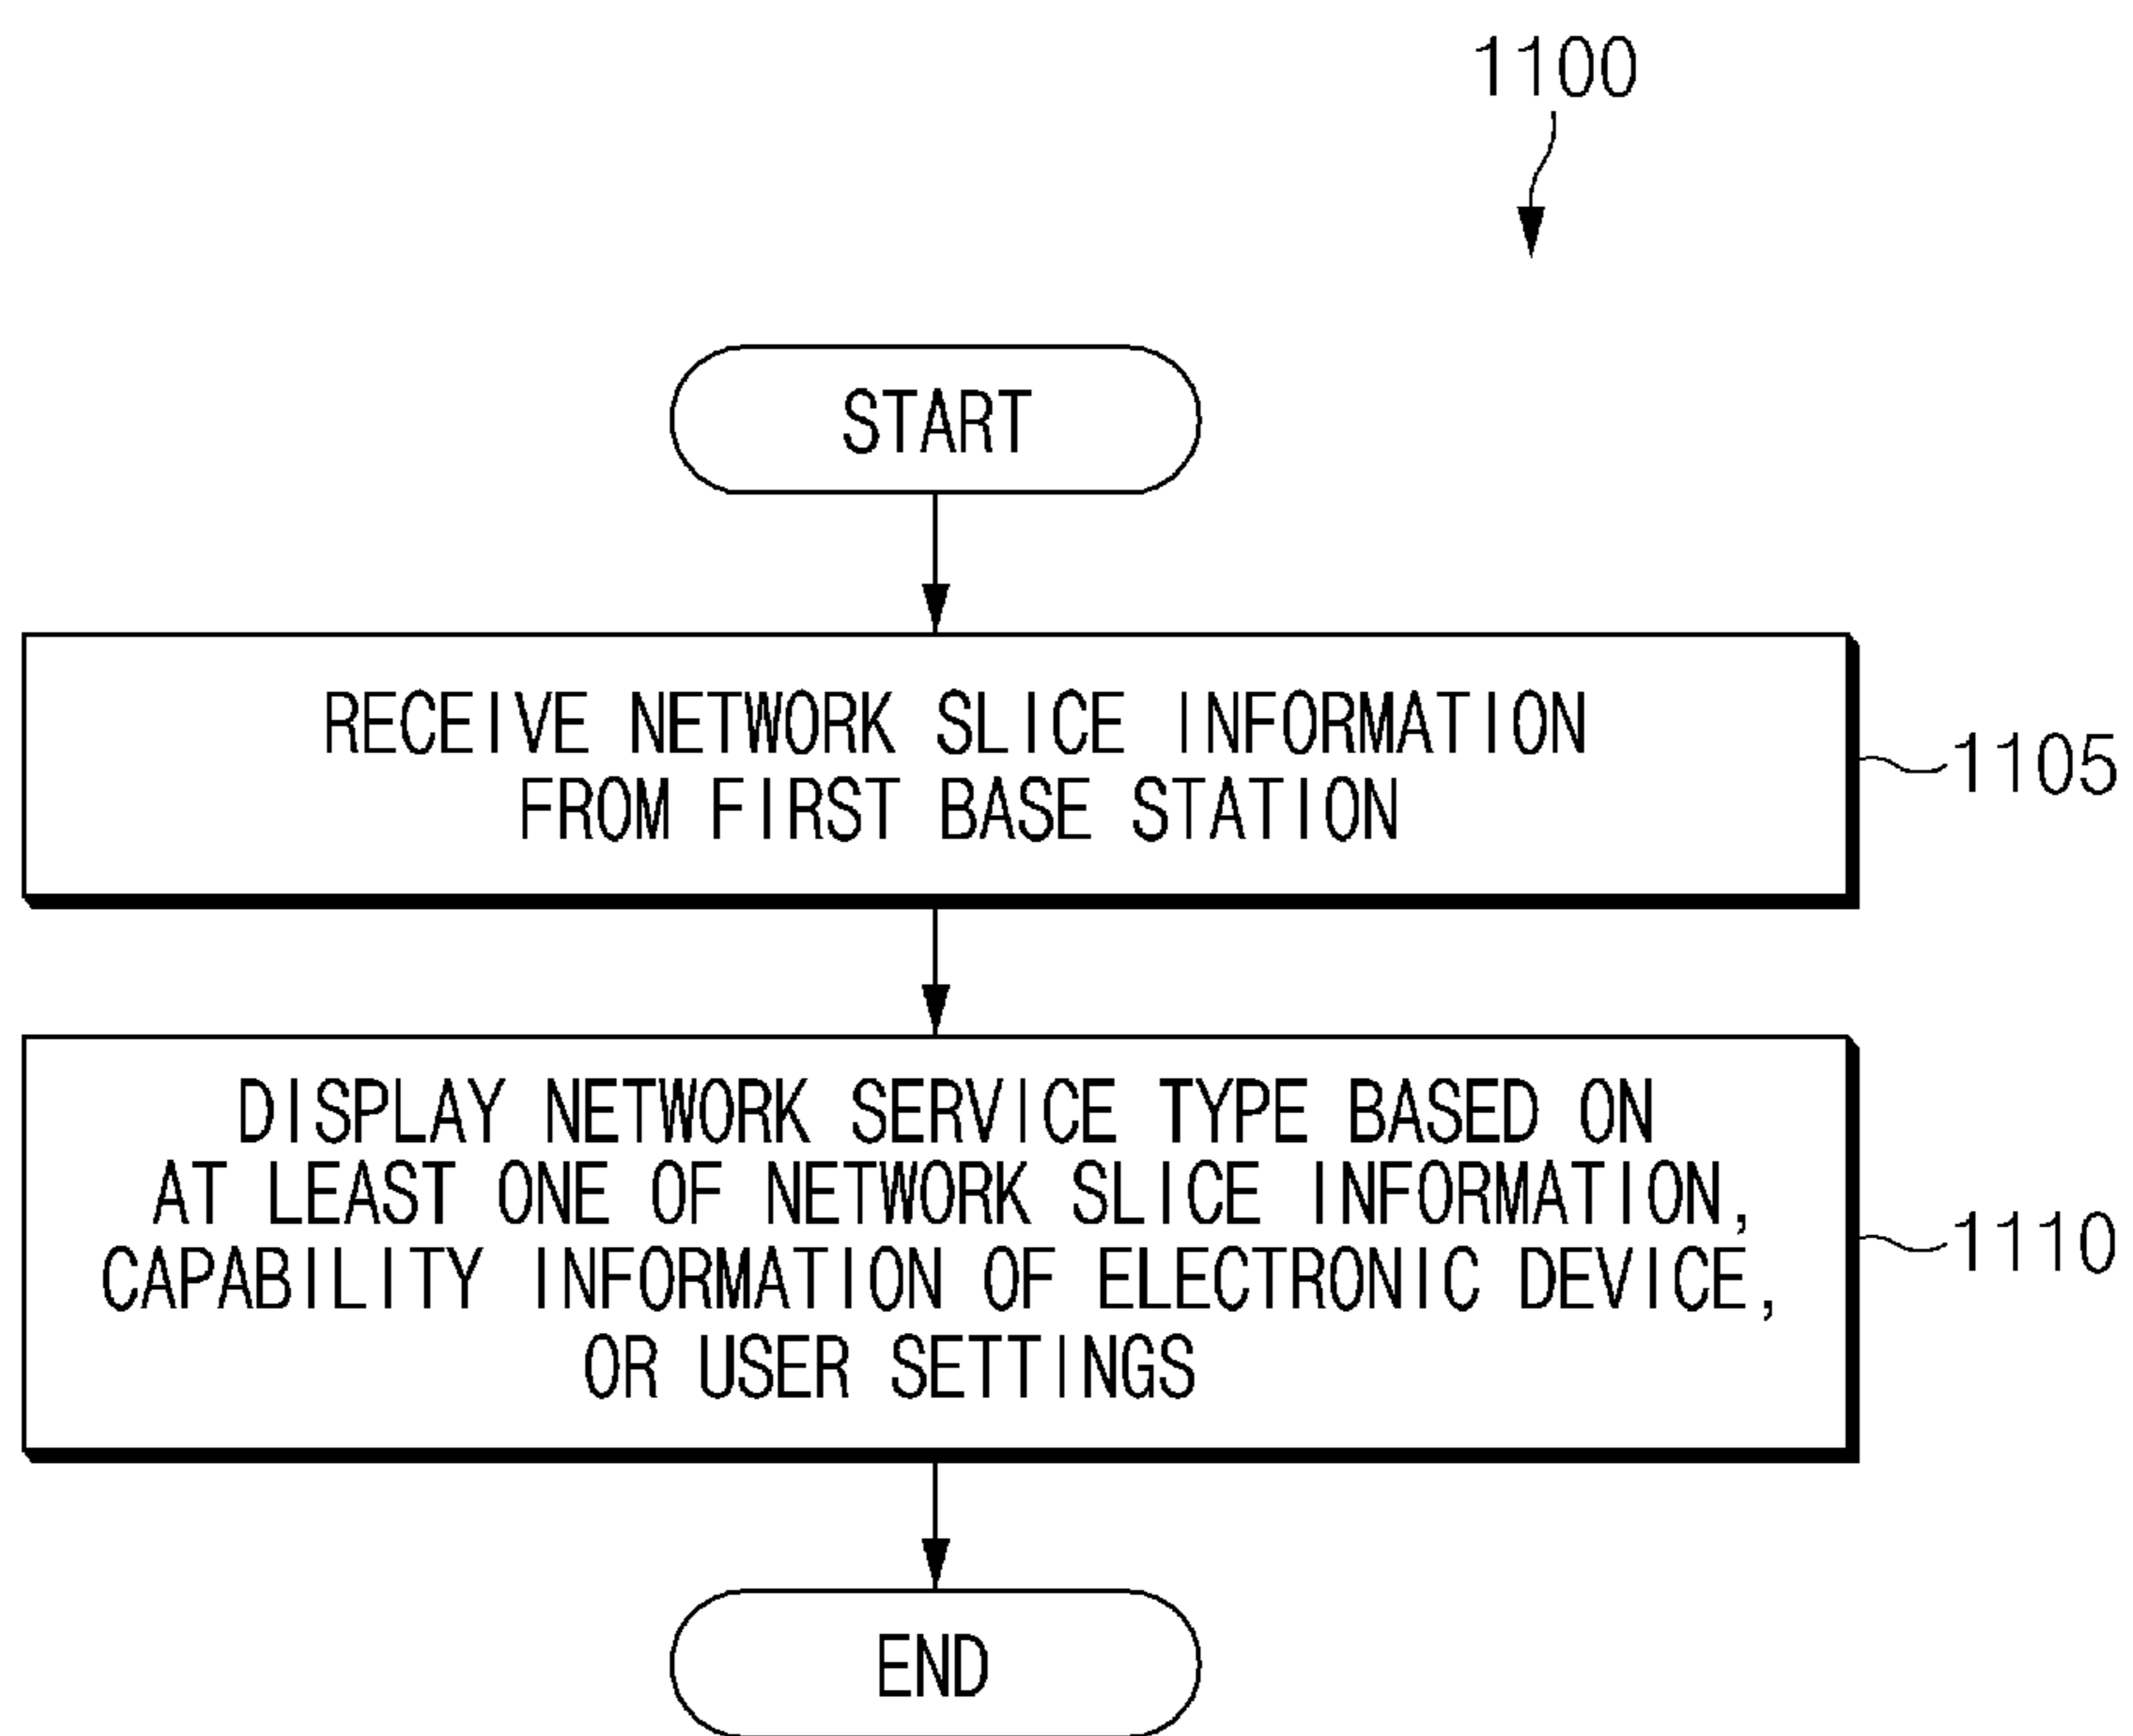 1100
START
RECEIVE NETWORK SLICE INFORMATION
FROM FIRST BASE STATION
1105
DISPLAY NETWORK SERVICE TYPE BASED ON
AT LEAST ONE OF NETWORK SLICE INFORMATION,
CAPABILITY INFORMATION OF ELECTRONIC DEVICE,
OR USER SETTINGS
1110
END